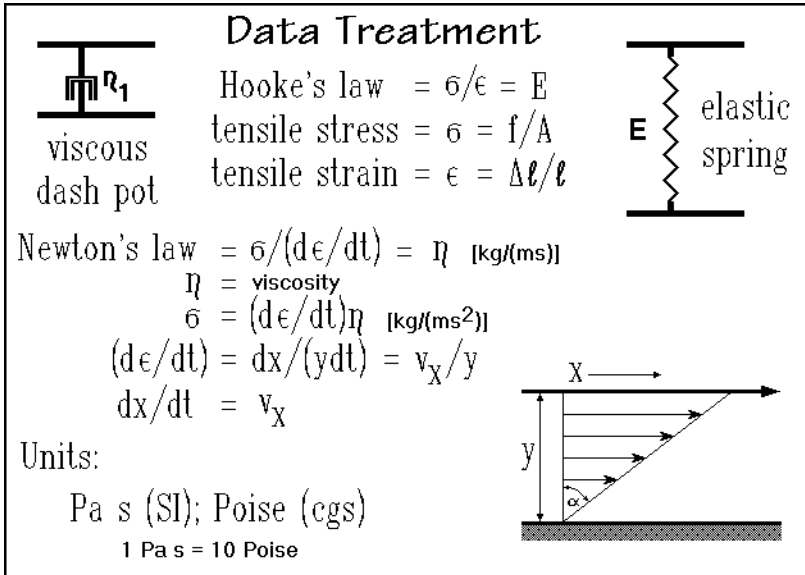 Data Treatment
η₁
viscous
dash pot
Hooke's law = σ/ϵ = E
tensile stress = σ = f/A
tensile strain = ϵ = Δℓ/ℓ
E
elastic
spring
Newton's law = σ/(dϵ/dt) = η [kg/(ms)]
η = viscosity
σ = (dϵ/dt)η [kg/(ms²)]
(dϵ/dt) = dx/(ydt) = vₓ/y
dx/dt = vₓ
x
y
α
Units:
Pa s (SI); Poise (cgs)
1 Pa s = 10 Poise